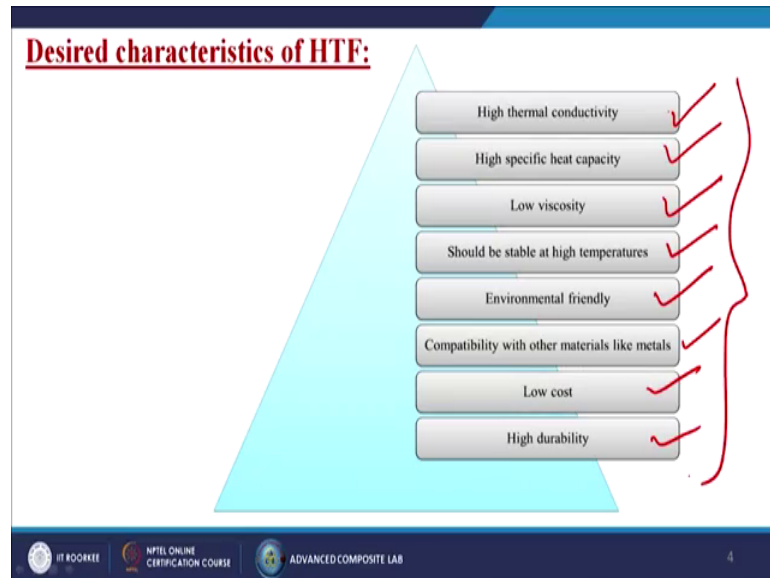 Desired characteristics of HTF:
High thermal conductivity
High specific heat capacity
Low viscosity
Should be stable at high temperatures
Environmental friendly
Compatibility with other materials like metals
Low cost
High durability
IIT ROORKEE
NPTEL ONLINE
CERTIFICATION COURSE
ADVANCED COMPOSITE LAB
4